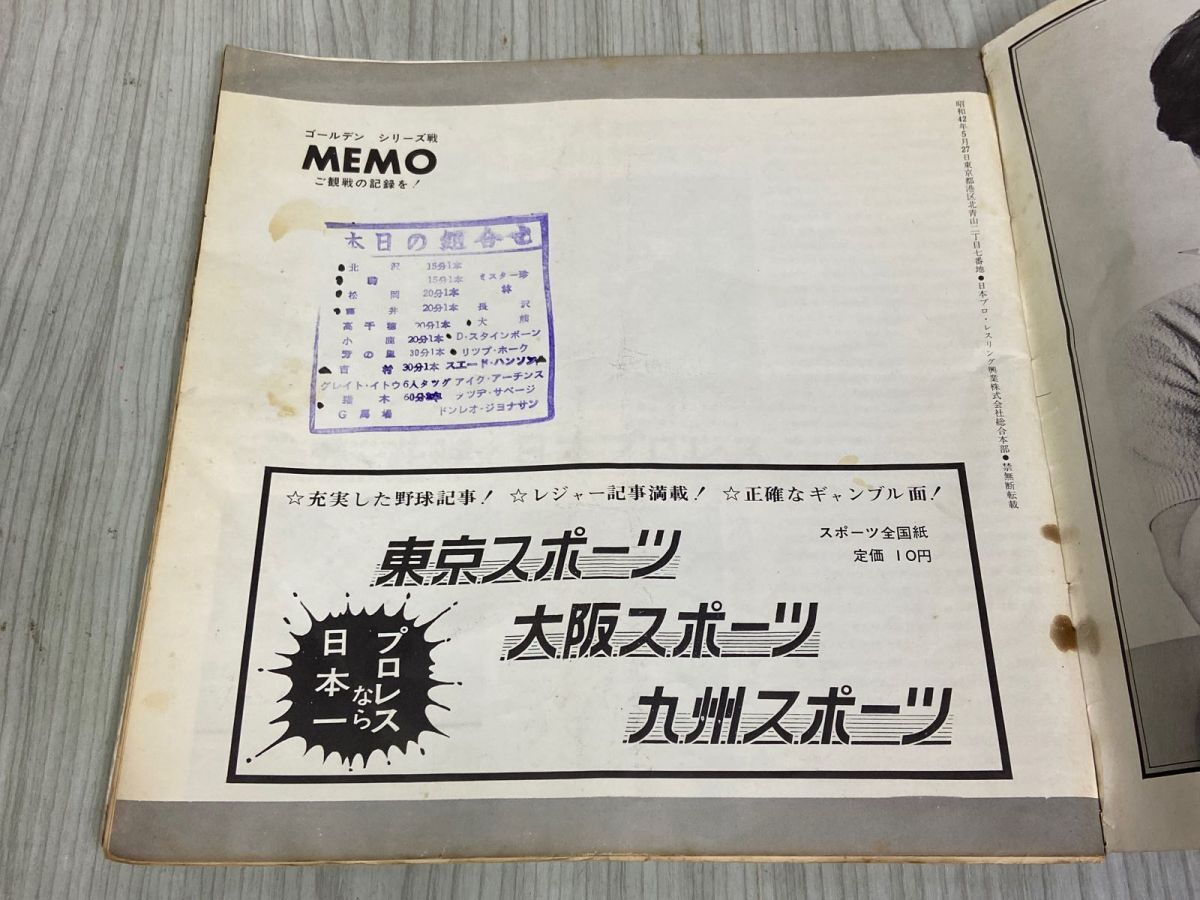 ゴールデン シリーズ戦
MEMO
ご観戦の記録を!
本日の組合せ
北沢 15分1本 ミスター珍
15分1本 林
松岡 20分1本
藤井 20分1本 長沢
高千穂 20分1本 大熊
小鹿 20分1本 D・スタインボーン
芳の里 30分1本 リップ・ホーク
吉村 30分1本 スエード・ハンソン
グレイト・イトウ 6人タッグ アイク・アーチンス
猪木 60分 マツデ・サベージ
G馬場 ドンレオ・ジョナサン
昭和42年5月27日東京都港区北青山二丁目七番地●日本プロ・レスリング興業株式会社総合本部●禁無断転載
☆充実した野球記事! ☆レジャー記事満載! ☆正確なギャンブル面!
スポーツ全国紙
定価 10円
東京スポーツ
大阪スポーツ
九州スポーツ
プロレスなら
日本一